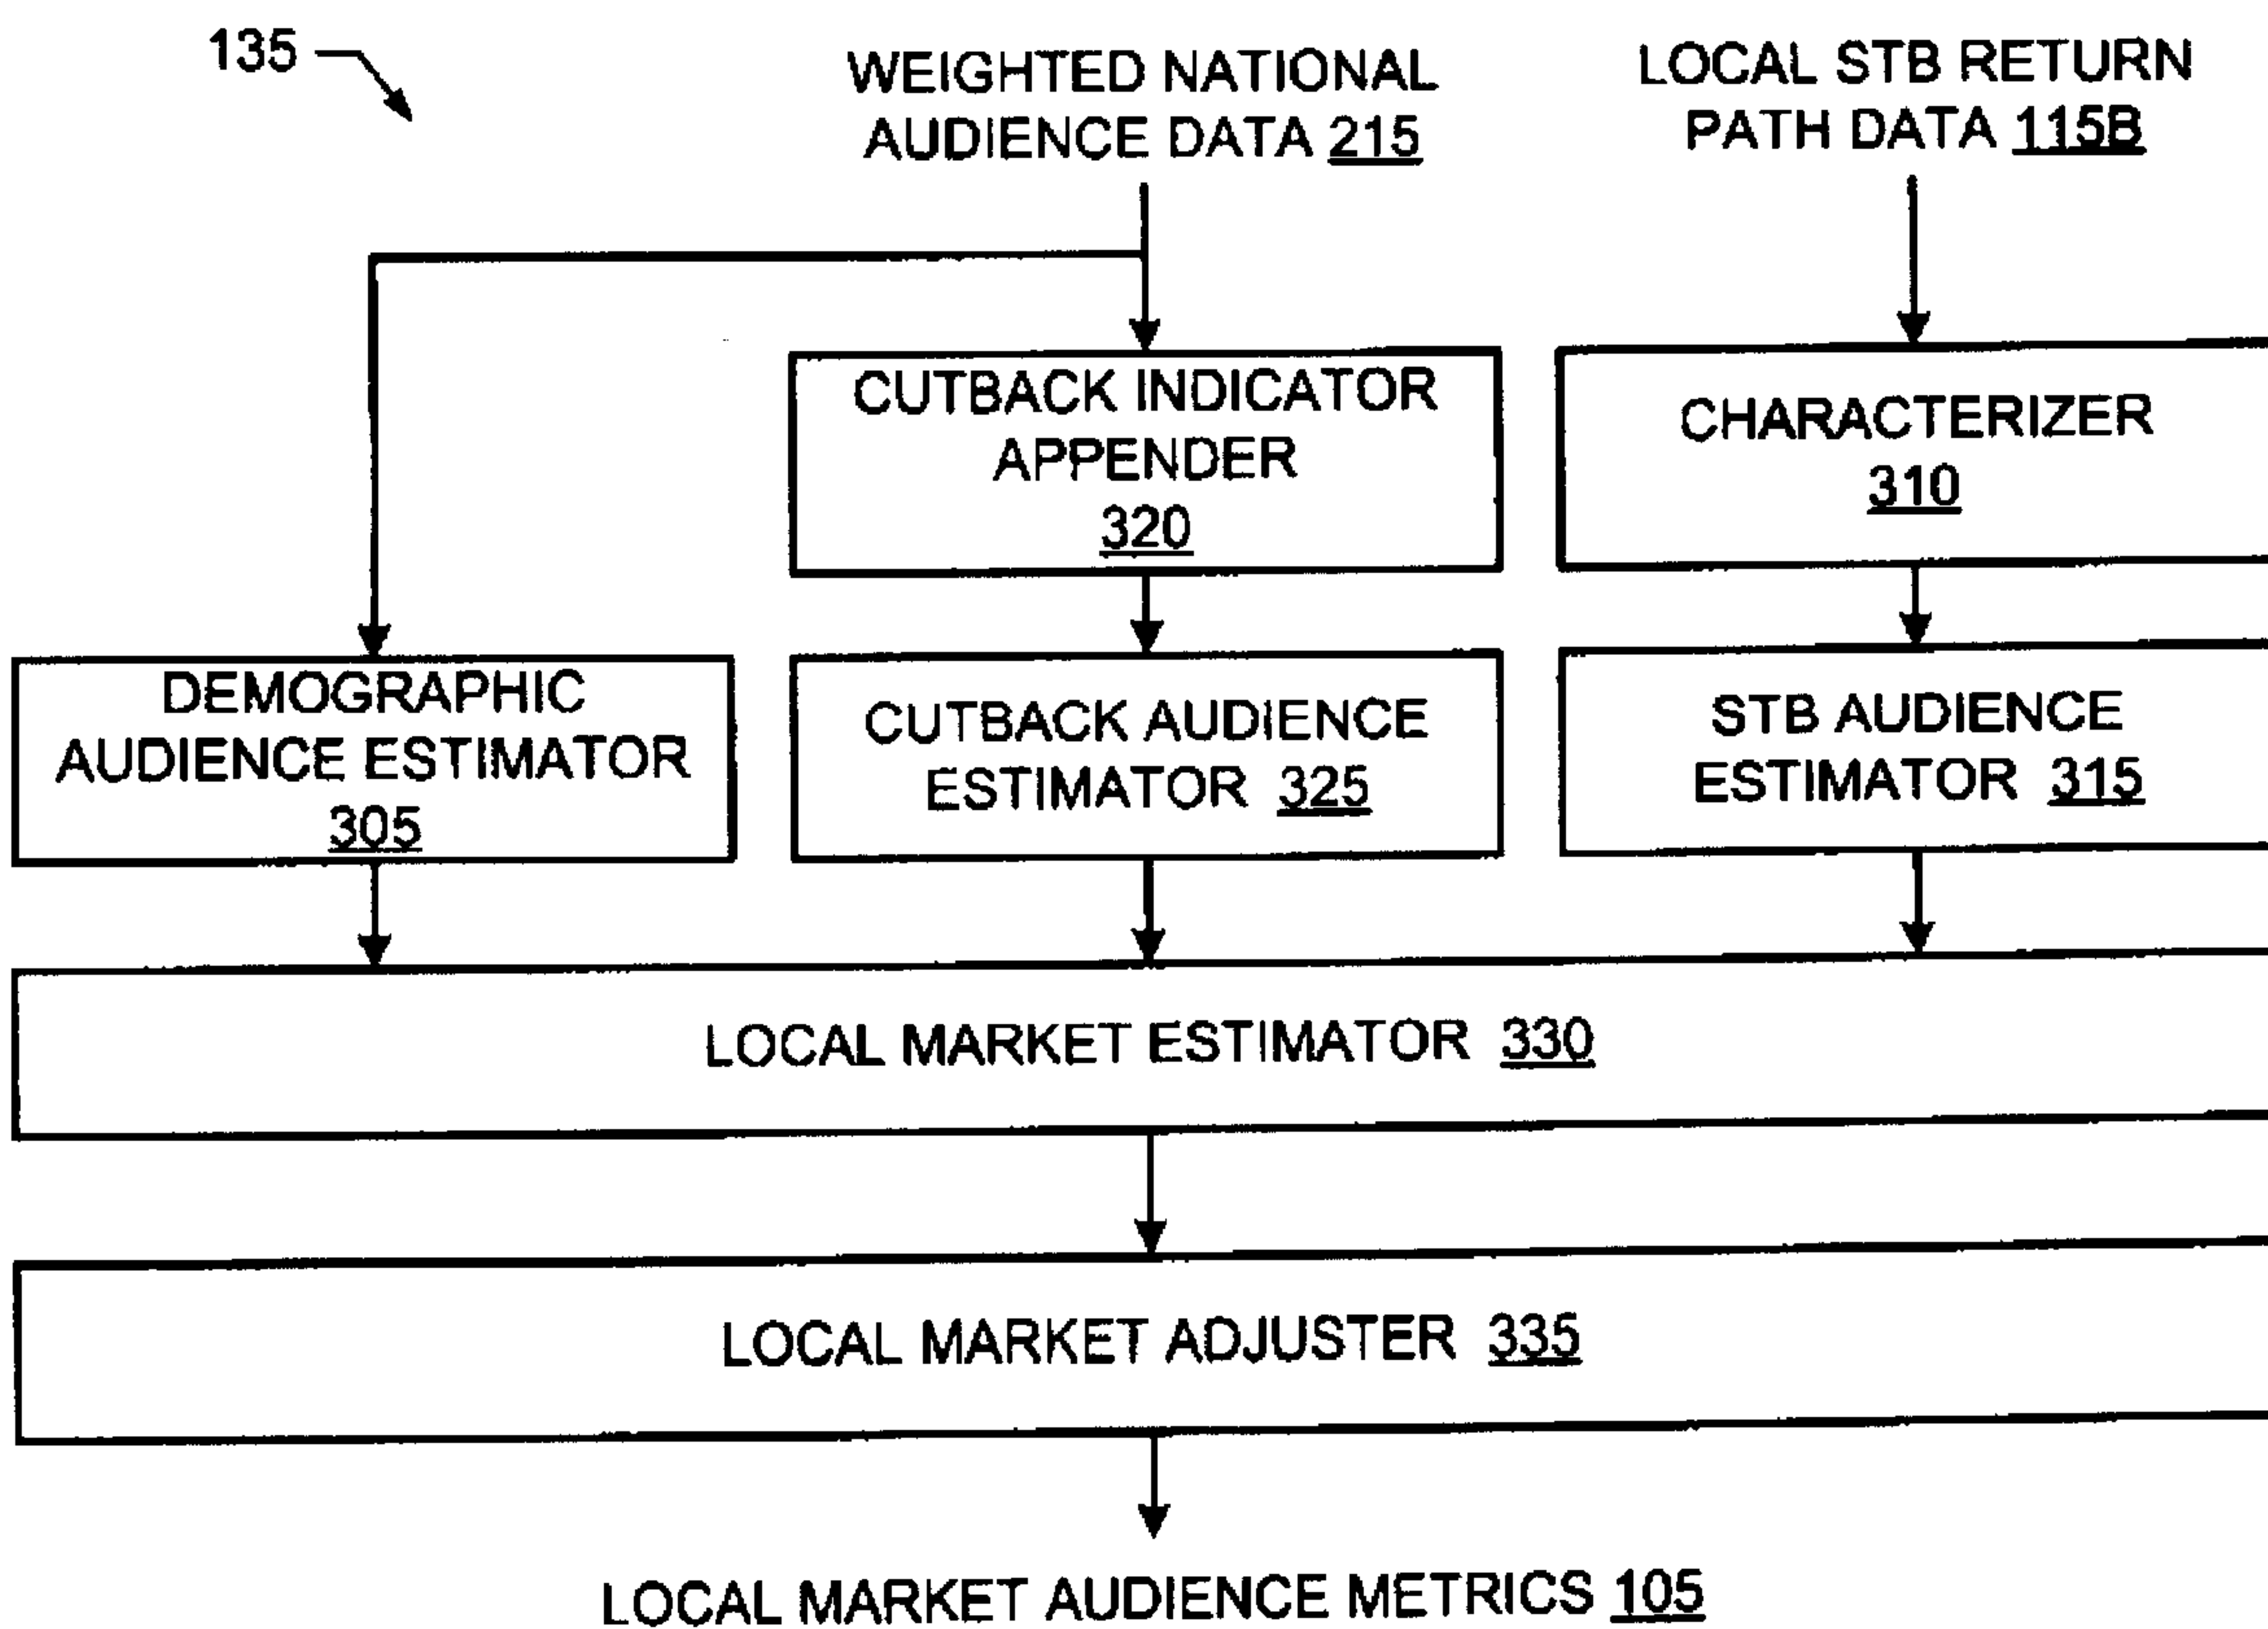 135
WEIGHTED NATIONAL
AUDIENCE DATA 215
LOCAL STB RETURN
PATH DATA 115B
CUTBACK INDICATOR
APPENDER
320
CHARACTERIZER
310
DEMOGRAPHIC
AUDIENCE ESTIMATOR
305
CUTBACK AUDIENCE
ESTIMATOR 325
STB AUDIENCE
ESTIMATOR 315
LOCAL MARKET ESTIMATOR 330
LOCAL MARKET ADJUSTER 335
LOCAL MARKET AUDIENCE METRICS 105